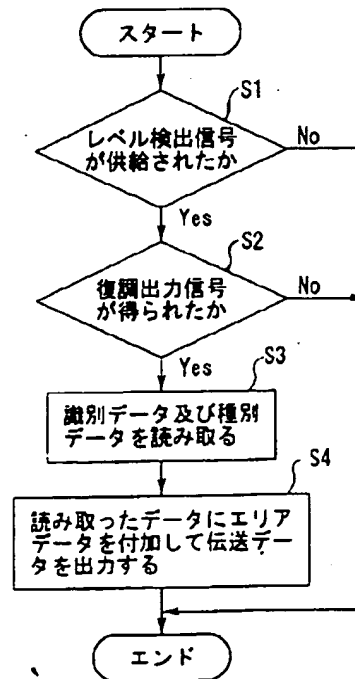 スタート
S1
レベル検出信号
が供給されたか
No
Yes
S2
復調出力信号
が得られたか
No
Yes
S3
識別データ及び種別
データを読み取る
S4
読み取ったデータにエリア
データを付加して伝送デー
タを出力する
エンド